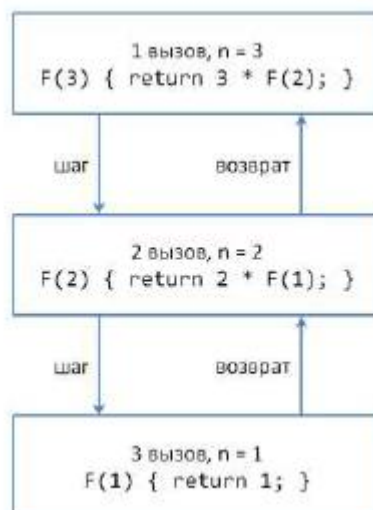 1 вызов, n = 3
F(3) { return 3 * F(2); }
шаг возврат
2 вызов, n = 2
F(2) { return 2 * F(1); }
шаг возврат
3 вызов, n = 1
F(1) { return 1; }